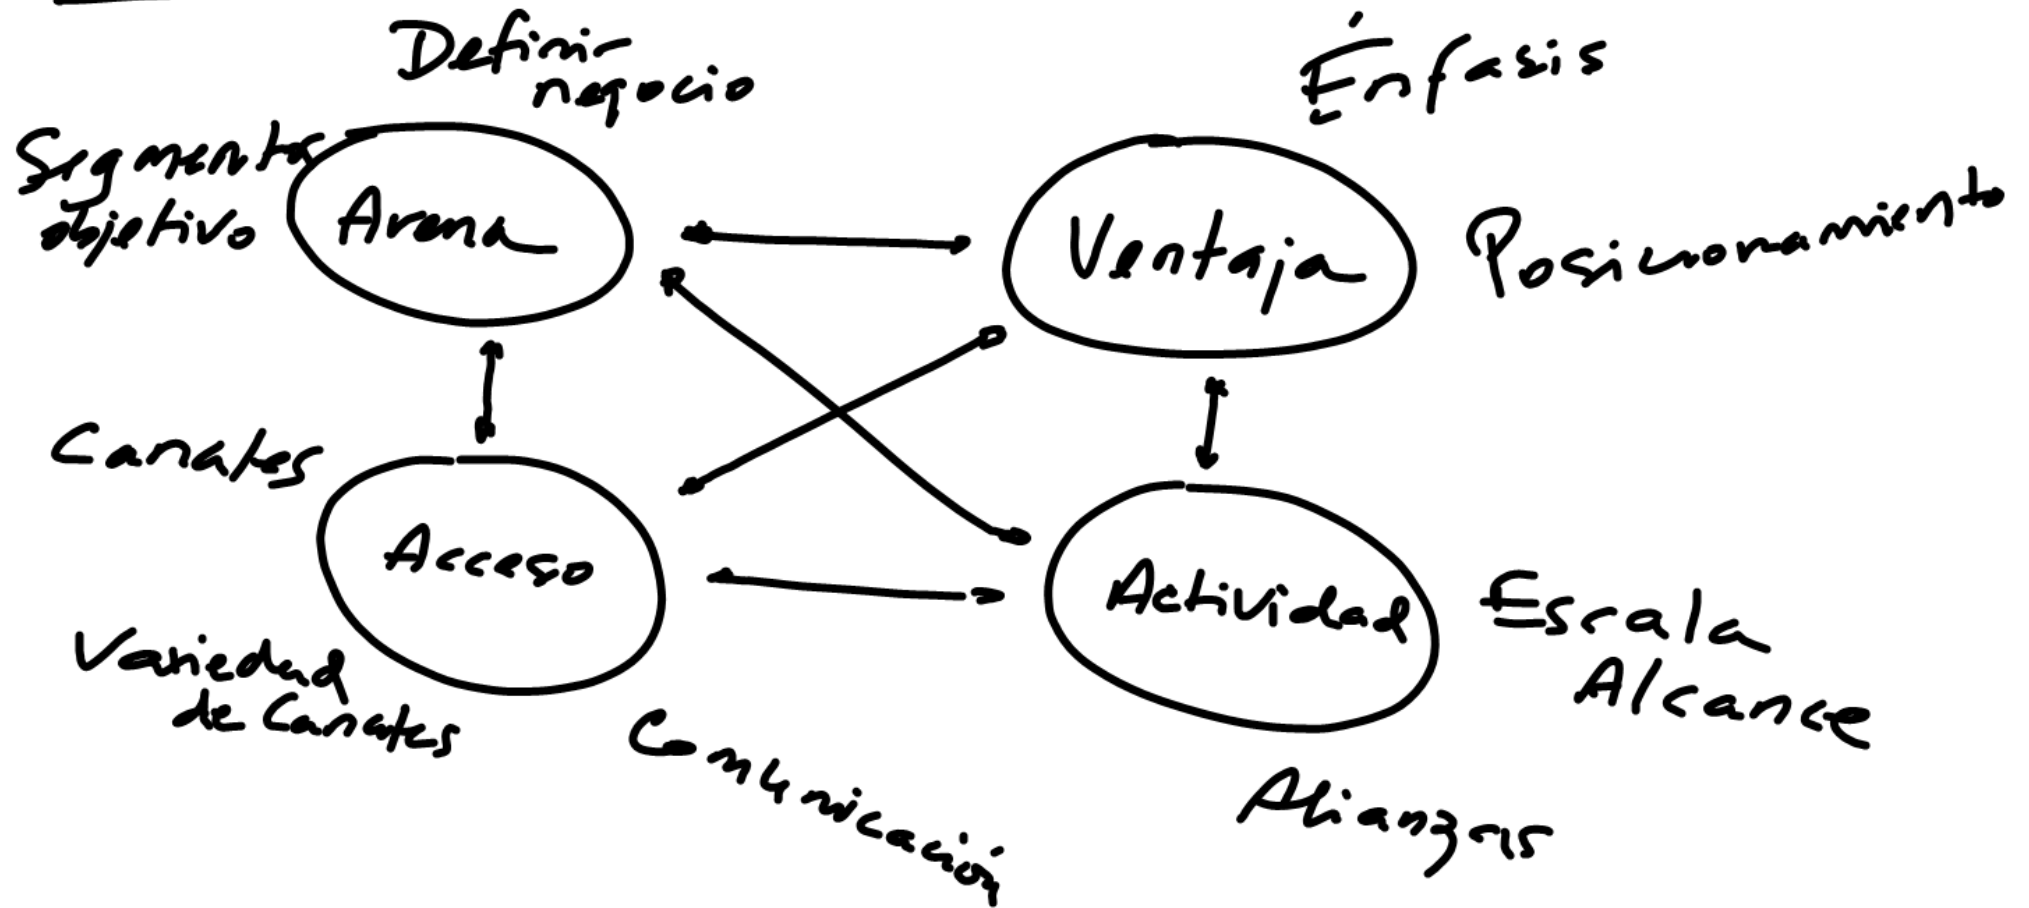 Definir
negocio
Énfasis
Segmentos
objetivo
Arena
Ventaja
Posicionamiento
Canales
Acceso
Actividad
Escala
Alcance
Variedad
de Canales
Comunicación
Alianzas